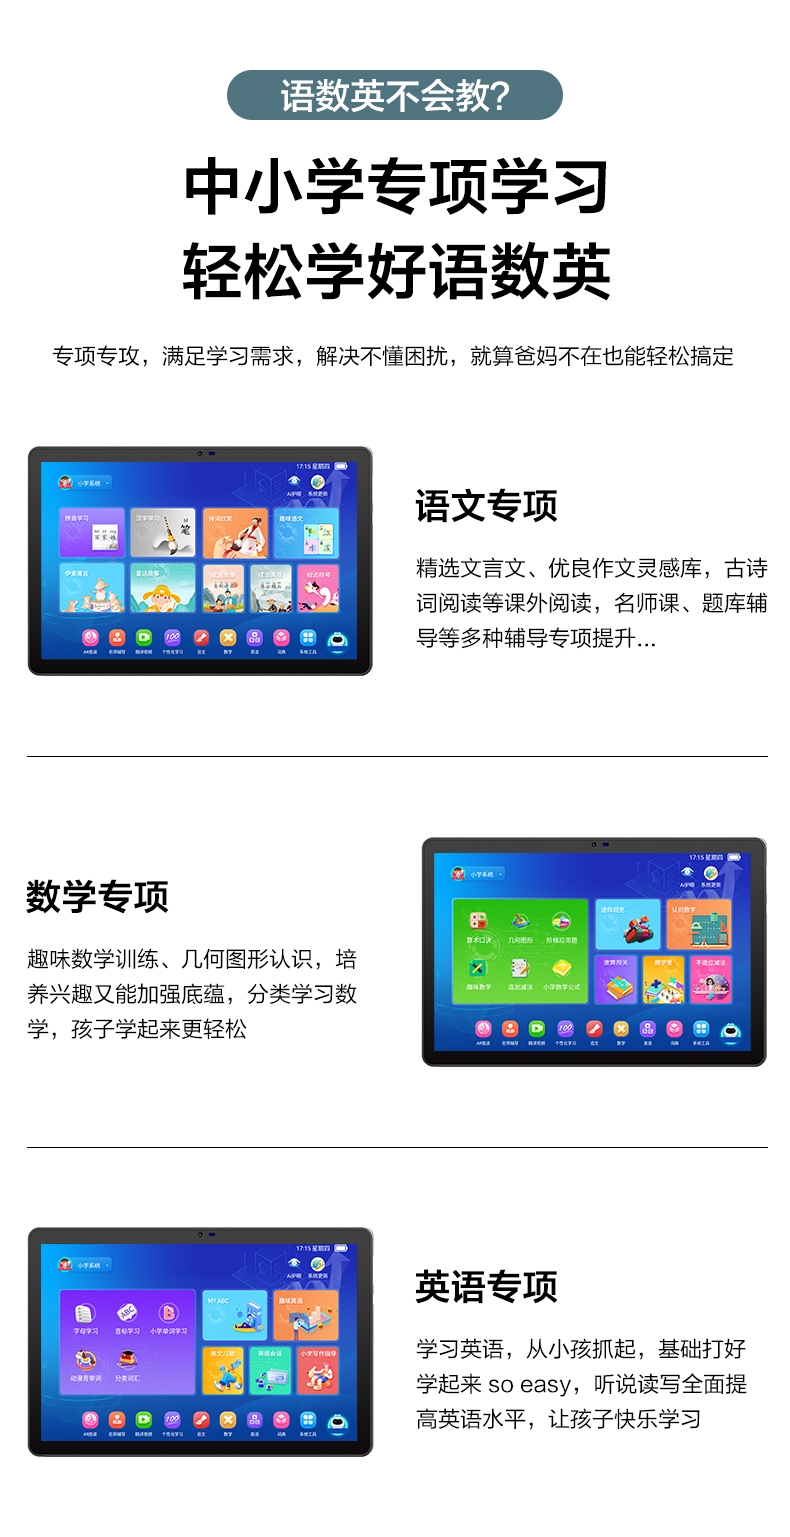 语数英不会教？
中小学专项学习
轻松学好语数英
专项专攻，满足学习需求，解决不懂困扰，就算爸妈不在也能轻松搞定
17:15 星期四
小学系统
AI护眼 系统更新
拼音学习 汉字学习 诗词欣赏 趣味语文
伊索寓言 童话故事 成语故事 成语典故 标点符号
AR指读 名师辅导 精讲视频 个性化学习 语文 数学 英语 词典 系统工具
语文专项
精选文言文、优良作文灵感库，古诗
词阅读等课外阅读，名师课、题库辅
导等多种辅导专项提升...
数学专项
趣味数学训练、几何图形认识，培
养兴趣又能加强底蕴，分类学习数
学，孩子学起来更轻松
17:15 星期四
小学系统
AI护眼 系统更新
算术口诀 几何图形 阶梯应用题 迷你坦克 认识数字
趣味数学 连加减法 小学数学公式 速算闯关 趣学堂 不退位减法
AR指读 名师辅导 精讲视频 个性化学习 语文 数学 英语 词典 系统工具
17:15 星期四
小学系统
AI护眼 系统更新
字母学习 音标学习 小学单词学习 MY ABC 趣味英语
动漫背单词 分类词汇 英文儿歌 英语会话 小学写作指导
AR指读 名师辅导 精讲视频 个性化学习 语文 数学 英语 词典 系统工具
英语专项
学习英语，从小孩抓起，基础打好
学起来 so easy，听说读写全面提
高英语水平，让孩子快乐学习